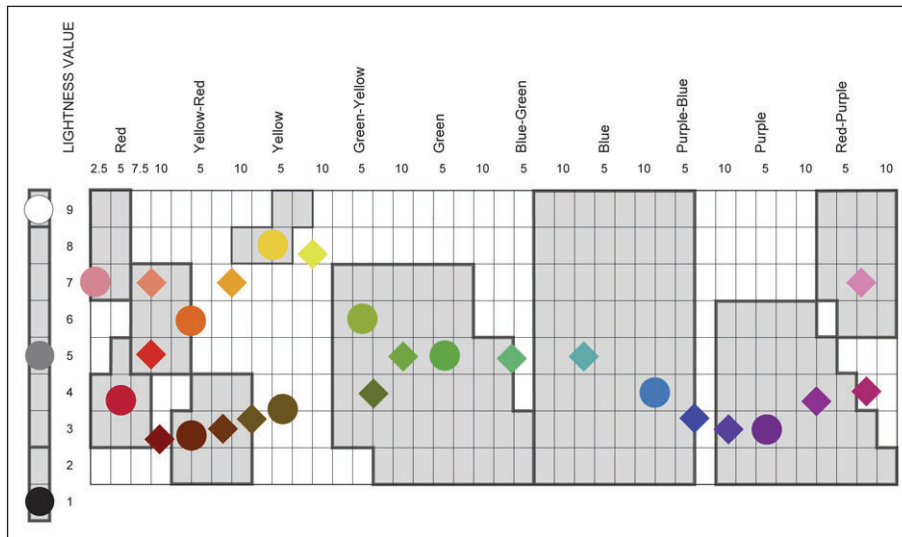 LIGHTNESS VALUE
Red
Yellow-Red
Yellow
Green-Yellow
Green
Blue-Green
Blue
Purple-Blue
Purple
Red-Purple
2.5 5 7.5 10 5 10 5 10 5 10 5 10 5 10 5 10 5 10 5 10 5 10
9
8
7
6
5
4
3
2
1